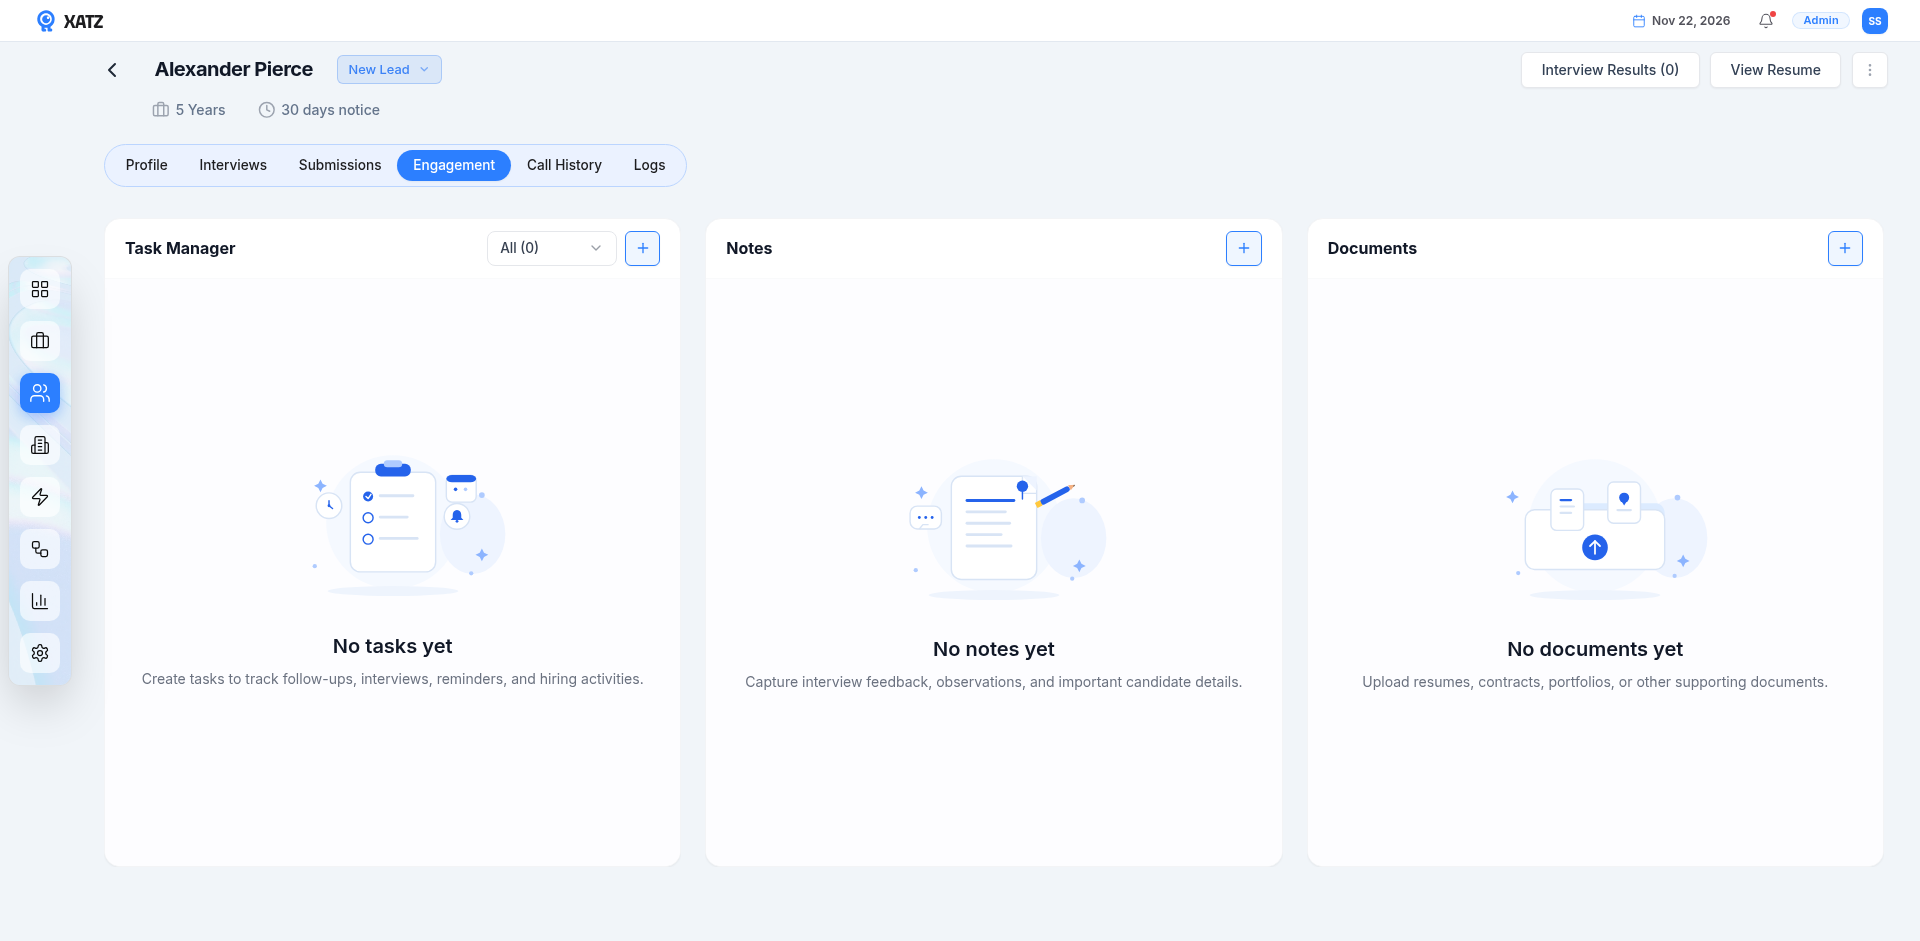 XATZ
Nov 22, 2026
Admin
SS
Alexander Pierce
New Lead
Interview Results (0)
View Resume
5 Years
30 days notice
Profile
Interviews
Submissions
Engagement
Call History
Logs
Task Manager
All (0)
Notes
Documents
No tasks yet
Create tasks to track follow-ups, interviews, reminders, and hiring activities.
No notes yet
Capture interview feedback, observations, and important candidate details.
No documents yet
Upload resumes, contracts, portfolios, or other supporting documents.